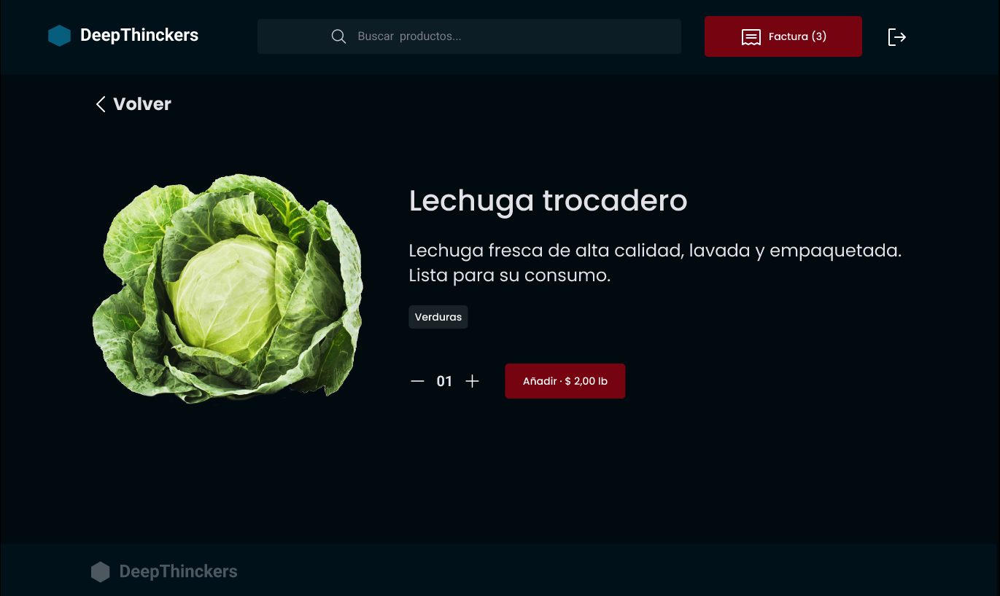 DeepThinckers
Buscar productos...
Factura (3)
Volver
Lechuga trocadero
Lechuga fresca de alta calidad, lavada y empaquetada.
Lista para su consumo.
Verduras
01
Añadir · $ 2,00 lb
DeepThinckers